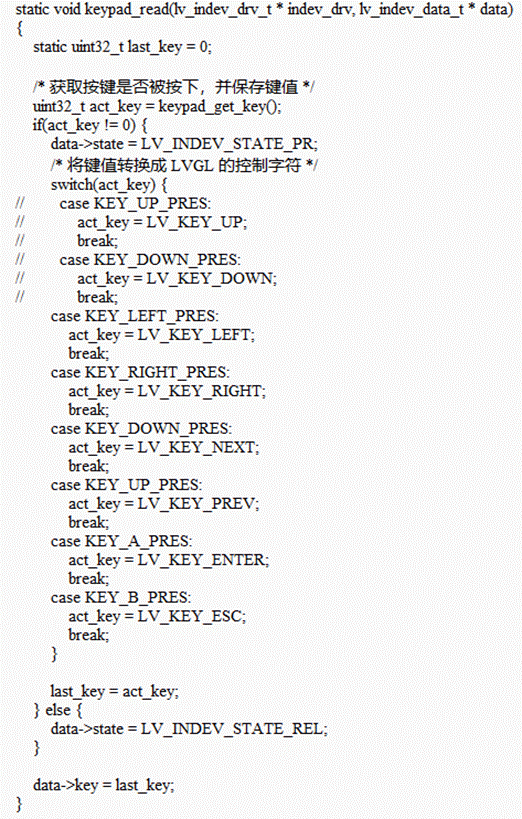 static void keypad_read(lv_indev_drv_t * indev_drv, lv_indev_data_t * data)
{
    static uint32_t last_key = 0;

    /* 获取按键是否被按下，并保存键值 */
    uint32_t act_key = keypad_get_key();
    if(act_key != 0) {
        data->state = LV_INDEV_STATE_PR;
        /* 将键值转换成 LVGL 的控制字符 */
        switch(act_key) {
//        case KEY_UP_PRES:
//            act_key = LV_KEY_UP;
//            break;
//        case KEY_DOWN_PRES:
//            act_key = LV_KEY_DOWN;
//            break;
        case KEY_LEFT_PRES:
            act_key = LV_KEY_LEFT;
            break;
        case KEY_RIGHT_PRES:
            act_key = LV_KEY_RIGHT;
            break;
        case KEY_DOWN_PRES:
            act_key = LV_KEY_NEXT;
            break;
        case KEY_UP_PRES:
            act_key = LV_KEY_PREV;
            break;
        case KEY_A_PRES:
            act_key = LV_KEY_ENTER;
            break;
        case KEY_B_PRES:
            act_key = LV_KEY_ESC;
            break;
        }

        last_key = act_key;
    } else {
        data->state = LV_INDEV_STATE_REL;
    }

    data->key = last_key;
}